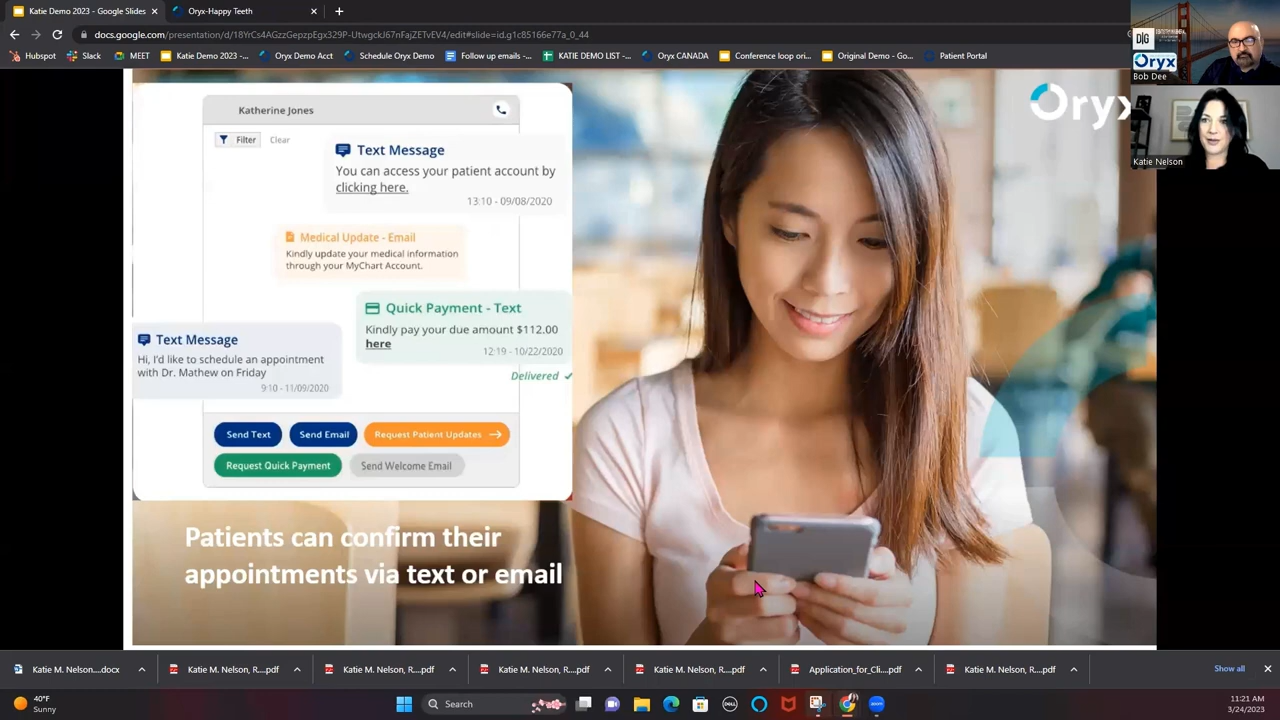 Katie Demo 2023 - Google Slides
Oryx-Happy Teeth
docs.google.com/presentation/d/18YrCs4AGzzGepzpEgx329P-UtwgckJ67nFajZETvEV4/edit#slide=id.g1c85166e77a_0_44
Hubspot
Slack
MEET
Katie Demo 2023 -...
Oryx Demo Acct
Oryx Demo -...
follow up emails -...
KATIE DEMO
Oryx CANADA
Conference loop ori...
Original Demo - Go...
Patient Portal
DIG
Oryx
Bob Dee
Katie Nelson
Oryx
Katherine Jones
Filter
Clear
Text Message
You can access your patient account by
clicking here.
13:10 - 09/08/2020
Medical Update - Email
Kindly update your medical information
through your MyChart Account.
Quick Payment - Text
Kindly pay your due amount $112.00
here
12:19 - 10/22/2020
Delivered
Text Message
Hi, I'd like to schedule an appointment
with Dr. Mathew on Friday
9:10 - 11/09/2020
Send Text
Send Email
Request Patient Updates
Request Quick Payment
Send Welcome Email
Patients can confirm their
appointments via text or email
Katie M. Nelson....docx
Katie M. Nelson, R....pdf
Katie M. Nelson, R....pdf
Katie M. Nelson, R....pdf
Katie M. Nelson, R....pdf
Application_for_Cli....pdf
Katie M. Nelson, R....pdf
Show all
40°F
Sunny
Search
DELL
11:21 AM
3/24/2023